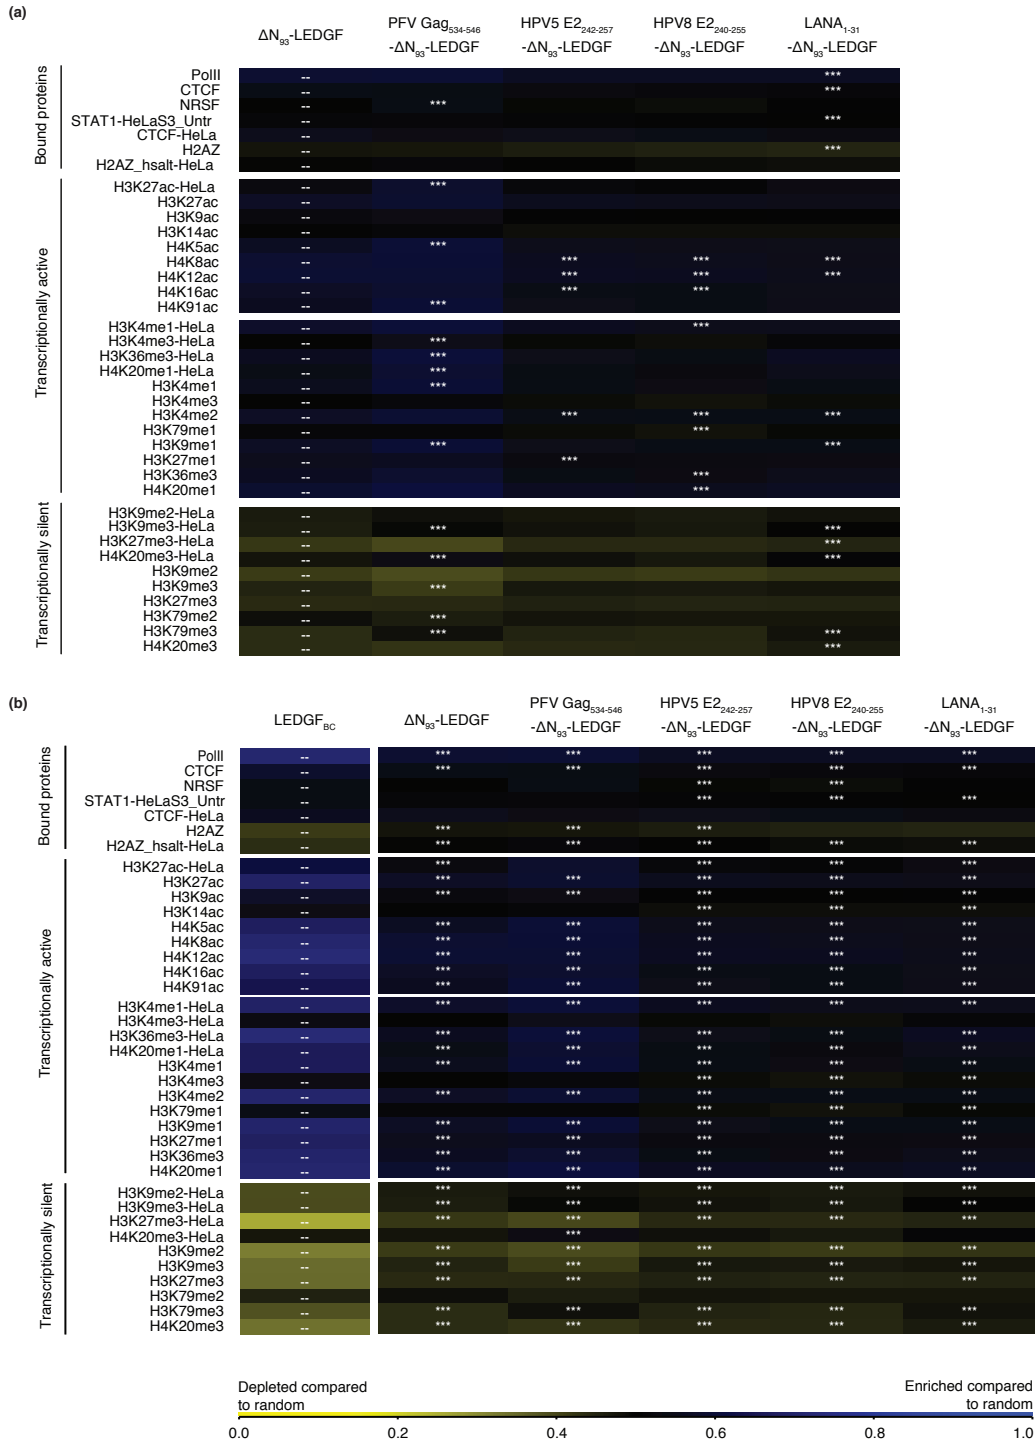 (a)
ΔN93-LEDGF
PFV Gag534-546 -ΔN93-LEDGF
HPV5 E2242-257 -ΔN93-LEDGF
HPV8 E2240-255 -ΔN93-LEDGF
LANA1-31 -ΔN93-LEDGF
Bound proteins
PolII -- ***
CTCF -- ***
NRSF -- ***
STAT1-HeLaS3_Untr -- ***
CTCF-HeLa --
H2AZ -- ***
H2AZ_hsalt-HeLa --
Transcriptionally active
H3K27ac-HeLa -- ***
H3K27ac --
H3K9ac --
H3K14ac --
H4K5ac -- ***
H4K8ac -- *** *** ***
H4K12ac -- *** *** ***
H4K16ac -- *** ***
H4K91ac -- ***
H3K4me1-HeLa -- ***
H3K4me3-HeLa -- ***
H3K36me3-HeLa -- ***
H4K20me1-HeLa -- ***
H3K4me1 -- ***
H3K4me3 --
H3K4me2 -- *** *** ***
H3K79me1 -- ***
H3K9me1 -- *** ***
H3K27me1 -- ***
H3K36me3 -- ***
H4K20me1 -- ***
Transcriptionally silent
H3K9me2-HeLa --
H3K9me3-HeLa -- *** ***
H3K27me3-HeLa -- ***
H4K20me3-HeLa -- *** ***
H3K9me2 --
H3K9me3 -- ***
H3K27me3 --
H3K79me2 -- ***
H3K79me3 -- *** ***
H4K20me3 -- ***
(b)
LEDGFBC
ΔN93-LEDGF
PFV Gag534-546 -ΔN93-LEDGF
HPV5 E2242-257 -ΔN93-LEDGF
HPV8 E2240-255 -ΔN93-LEDGF
LANA1-31 -ΔN93-LEDGF
Bound proteins
PolII -- *** *** *** *** ***
CTCF -- *** *** *** *** ***
NRSF -- *** ***
STAT1-HeLaS3_Untr -- *** *** ***
CTCF-HeLa --
H2AZ -- *** *** ***
H2AZ_hsalt-HeLa -- *** *** *** *** ***
Transcriptionally active
H3K27ac-HeLa -- *** *** *** ***
H3K27ac -- *** *** *** *** ***
H3K9ac -- *** *** *** *** ***
H3K14ac -- *** *** ***
H4K5ac -- *** *** *** *** ***
H4K8ac -- *** *** *** *** ***
H4K12ac -- *** *** *** *** ***
H4K16ac -- *** *** *** *** ***
H4K91ac -- *** *** *** *** ***
H3K4me1-HeLa -- *** *** *** *** ***
H3K4me3-HeLa --
H3K36me3-HeLa -- *** *** *** *** ***
H4K20me1-HeLa -- *** *** *** *** ***
H3K4me1 -- *** *** *** *** ***
H3K4me3 -- *** *** ***
H3K4me2 -- *** *** *** *** ***
H3K79me1 -- *** *** ***
H3K9me1 -- *** *** *** *** ***
H3K27me1 -- *** *** *** *** ***
H3K36me3 -- *** *** *** *** ***
H4K20me1 -- *** *** *** *** ***
Transcriptionally silent
H3K9me2-HeLa -- *** *** *** *** ***
H3K9me3-HeLa -- *** *** *** *** ***
H3K27me3-HeLa -- *** *** *** *** ***
H4K20me3-HeLa -- ***
H3K9me2 -- *** *** *** *** ***
H3K9me3 -- *** *** *** *** ***
H3K27me3 -- *** *** *** *** ***
H3K79me2 --
H3K79me3 -- *** *** *** *** ***
H4K20me3 -- *** *** *** *** ***
Depleted compared
to random
Enriched compared
to random
0.0 0.2 0.4 0.6 0.8 1.0